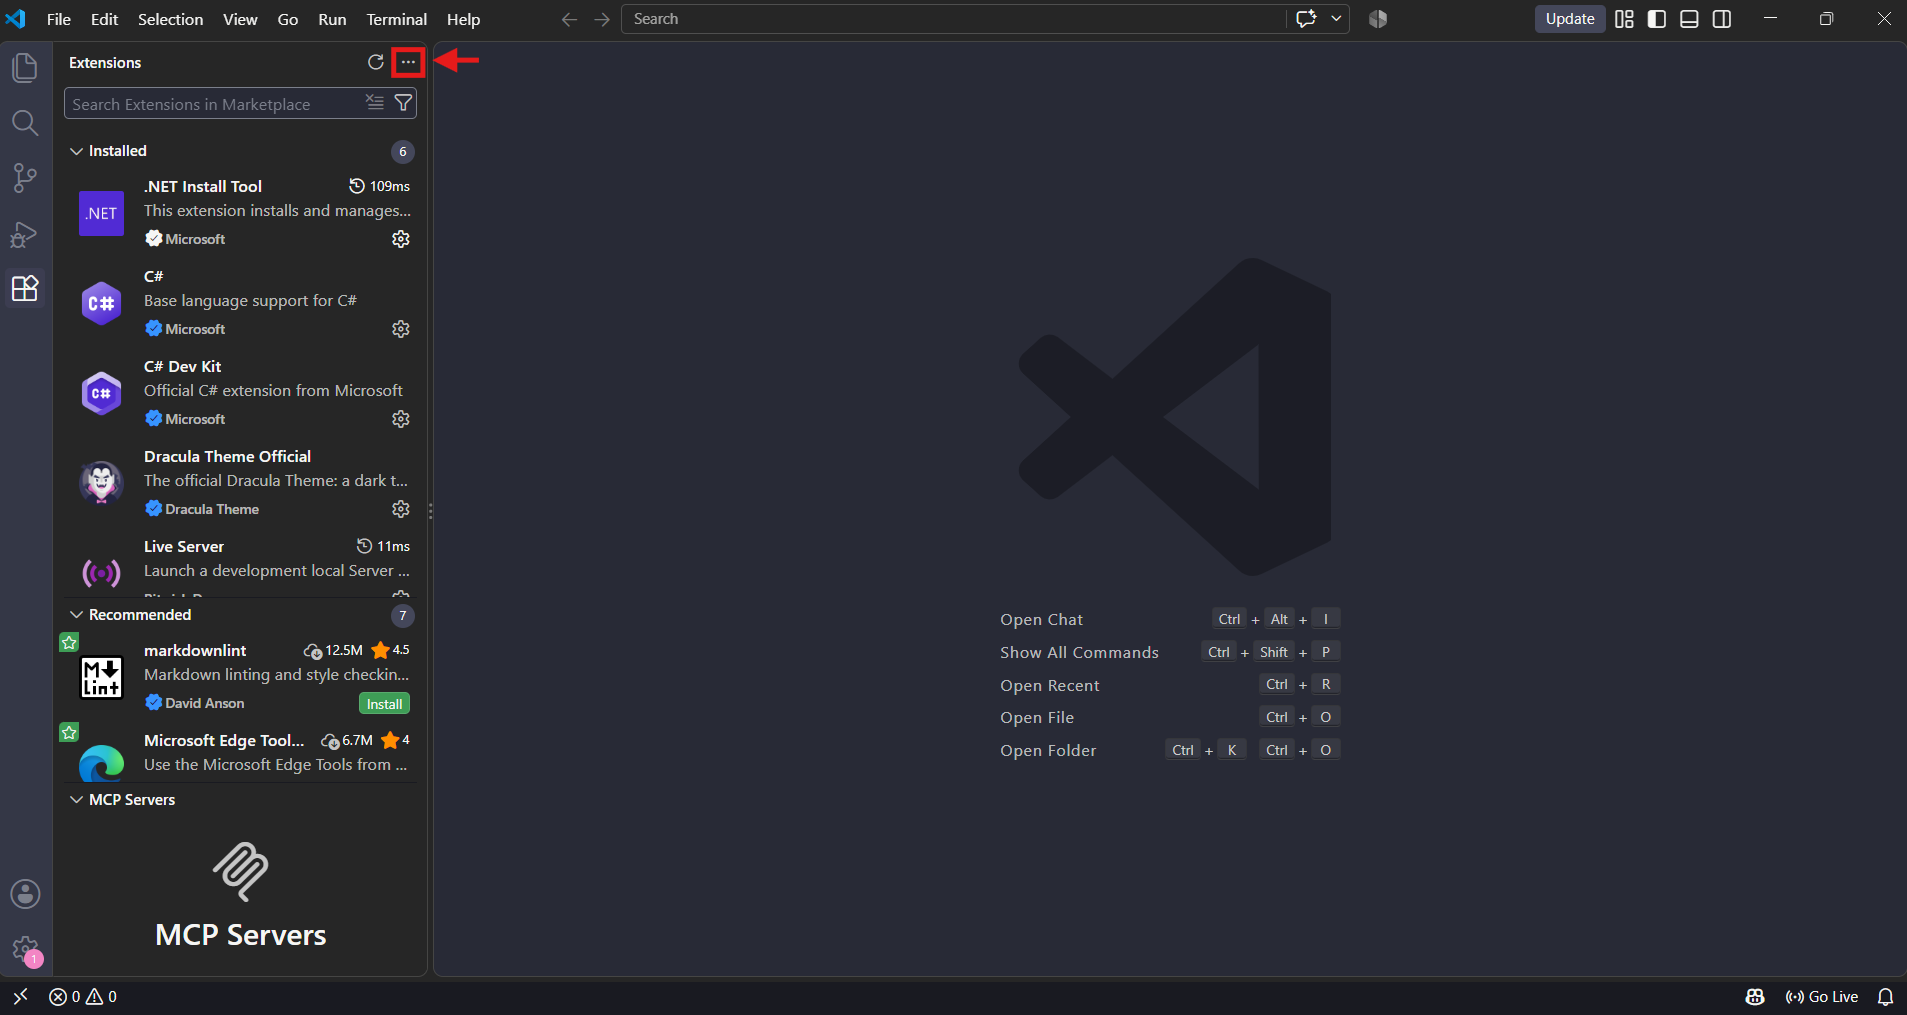 File Edit Selection View Go Run Terminal Help
Search
Update
Extensions
Search Extensions in Marketplace
Installed 6
.NET Install Tool 109ms
.NET
This extension installs and manages...
Microsoft
C#
C#
Base language support for C#
Microsoft
C# Dev Kit
C#
Official C# extension from Microsoft
Microsoft
Dracula Theme Official
The official Dracula Theme: a dark t...
Dracula Theme
Live Server 11ms
Launch a development local Server ...
Recommended 7
markdownlint 12.5M 4.5
M
Lint
Markdown linting and style checkin...
David Anson Install
Microsoft Edge Tool... 6.7M 4
Use the Microsoft Edge Tools from ...
MCP Servers
MCP Servers
Open Chat Ctrl + Alt + I
Show All Commands Ctrl + Shift + P
Open Recent Ctrl + R
Open File Ctrl + O
Open Folder Ctrl + K Ctrl + O
1
0 0
Go Live